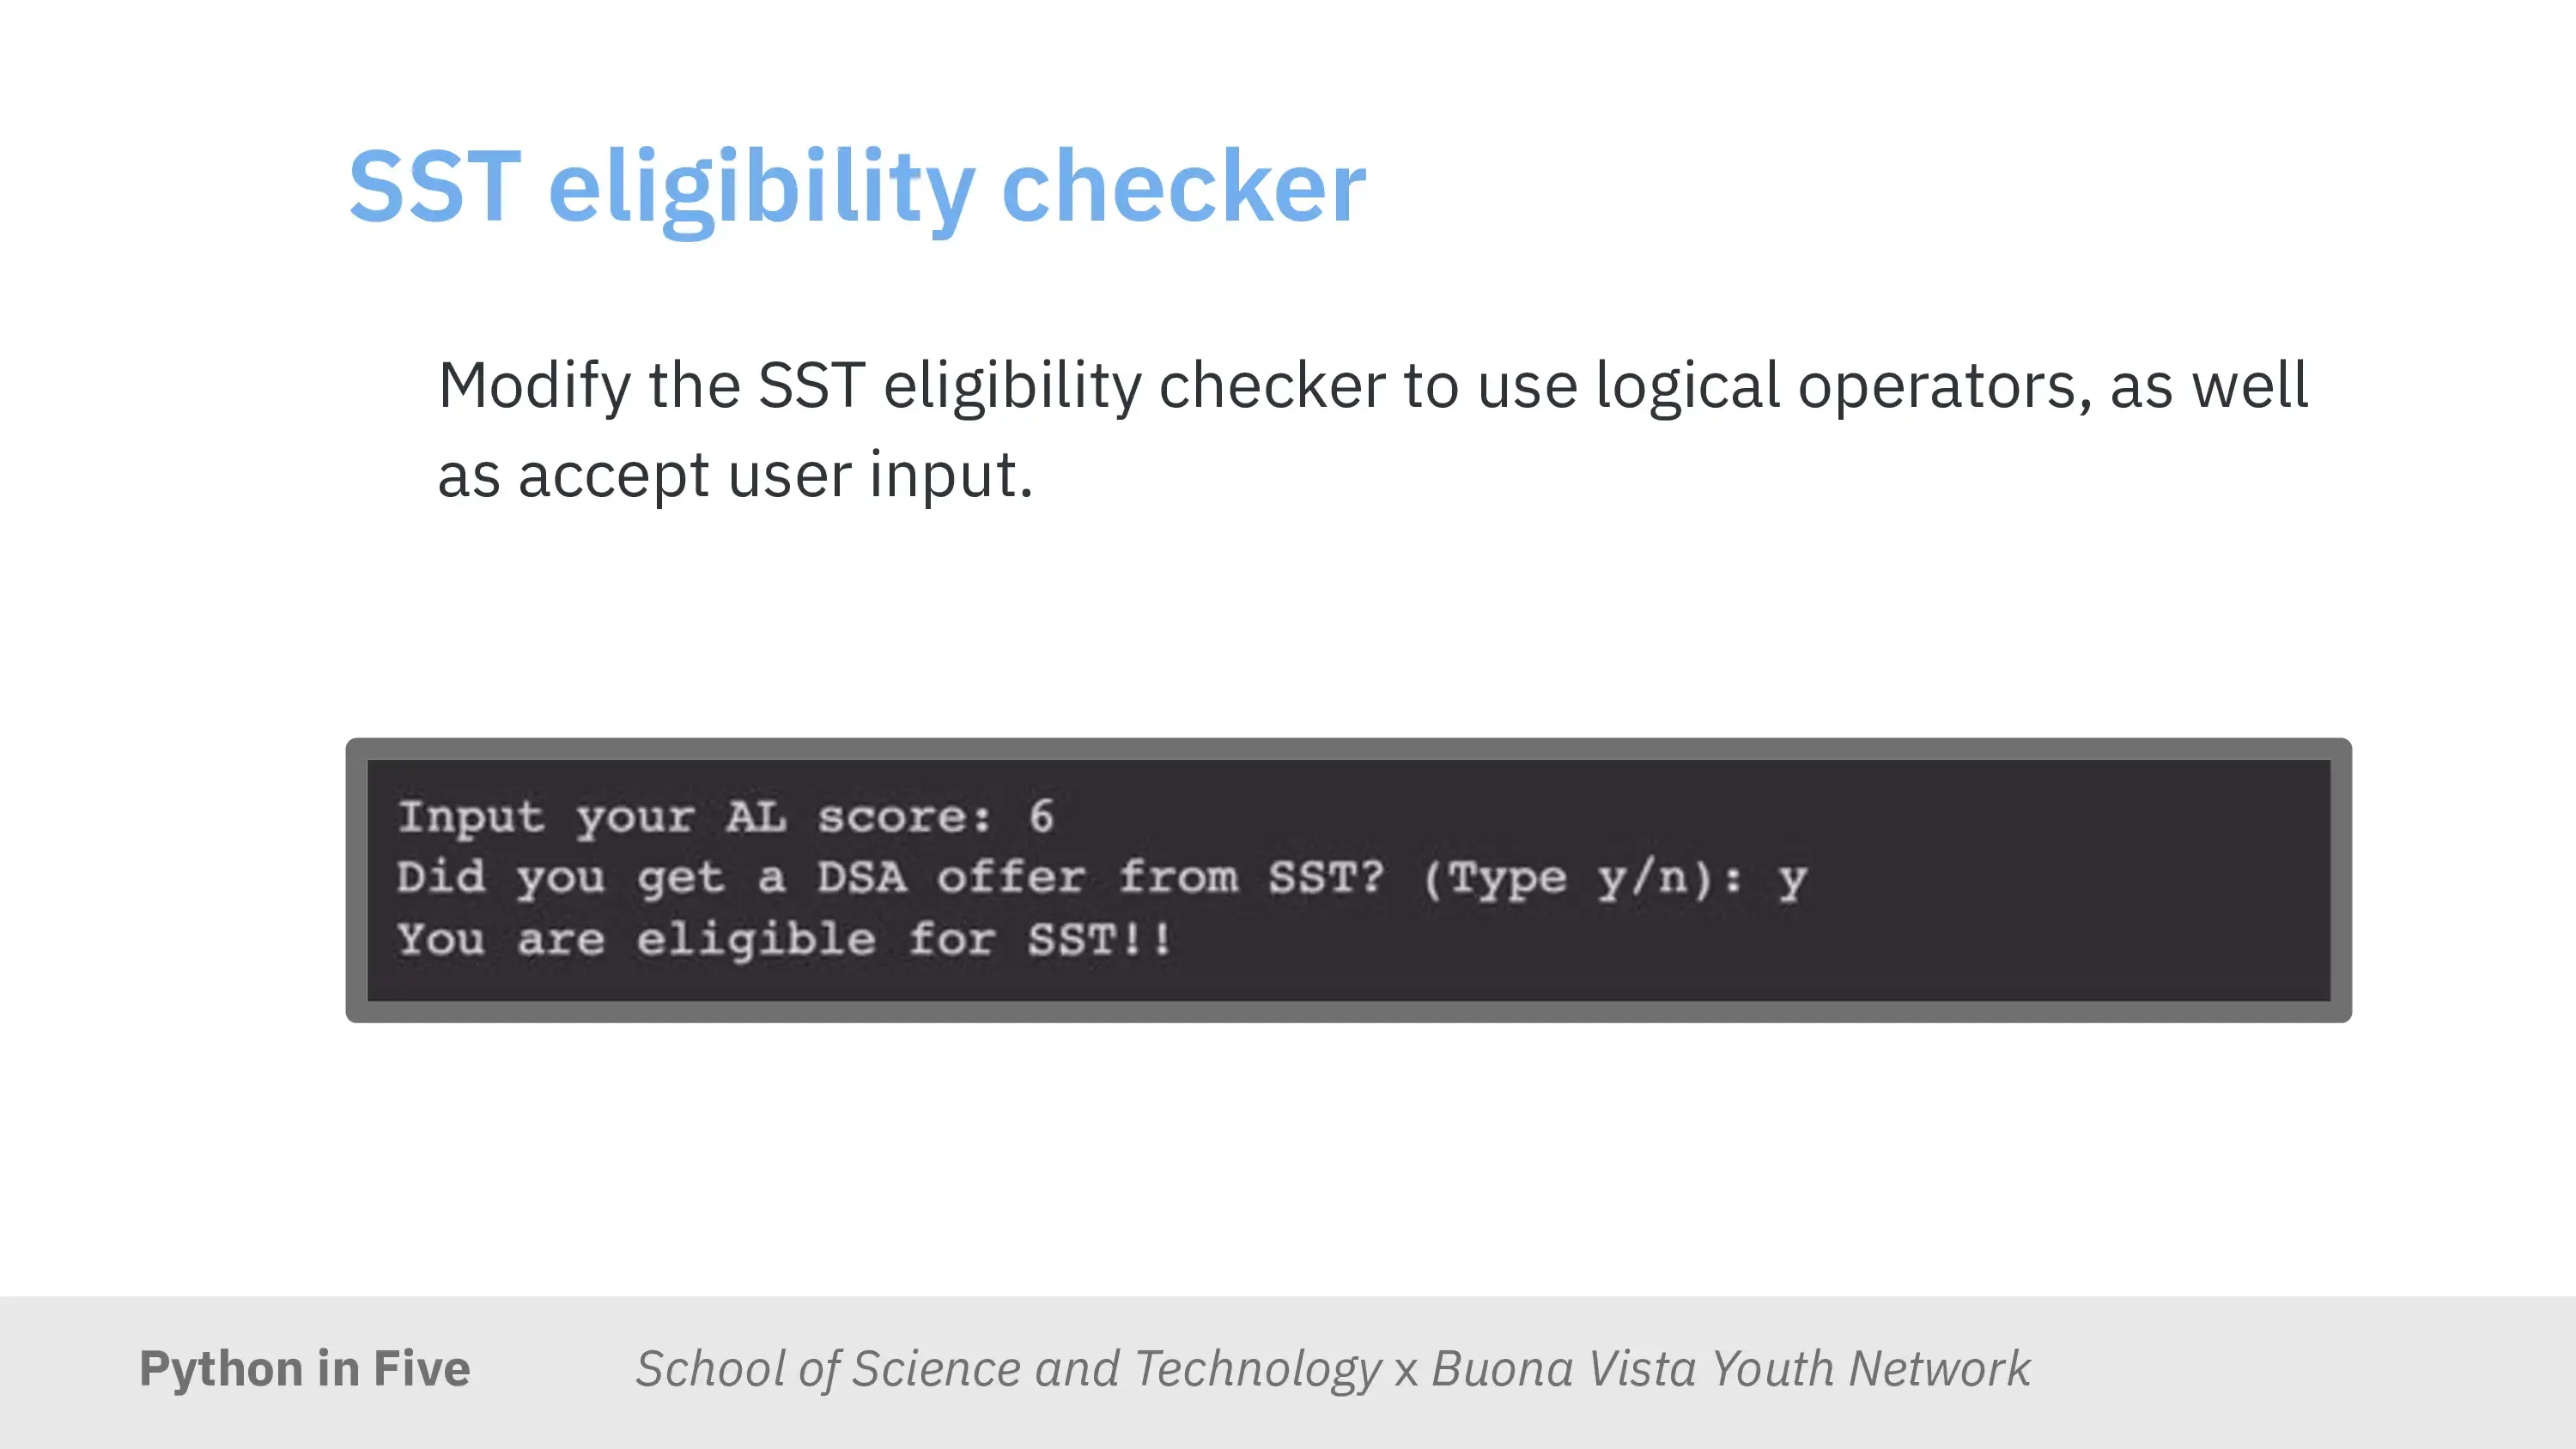 SST eligibility checker
Modify the SST eligibility checker to use logical operators, as well
as accept user input.
Input your AL score: 6
Did you get a DSA offer from SST? (Type y/n): y
You are eligible for SST!!
Python in Five School of Science and Technology x Buona Vista Youth Network